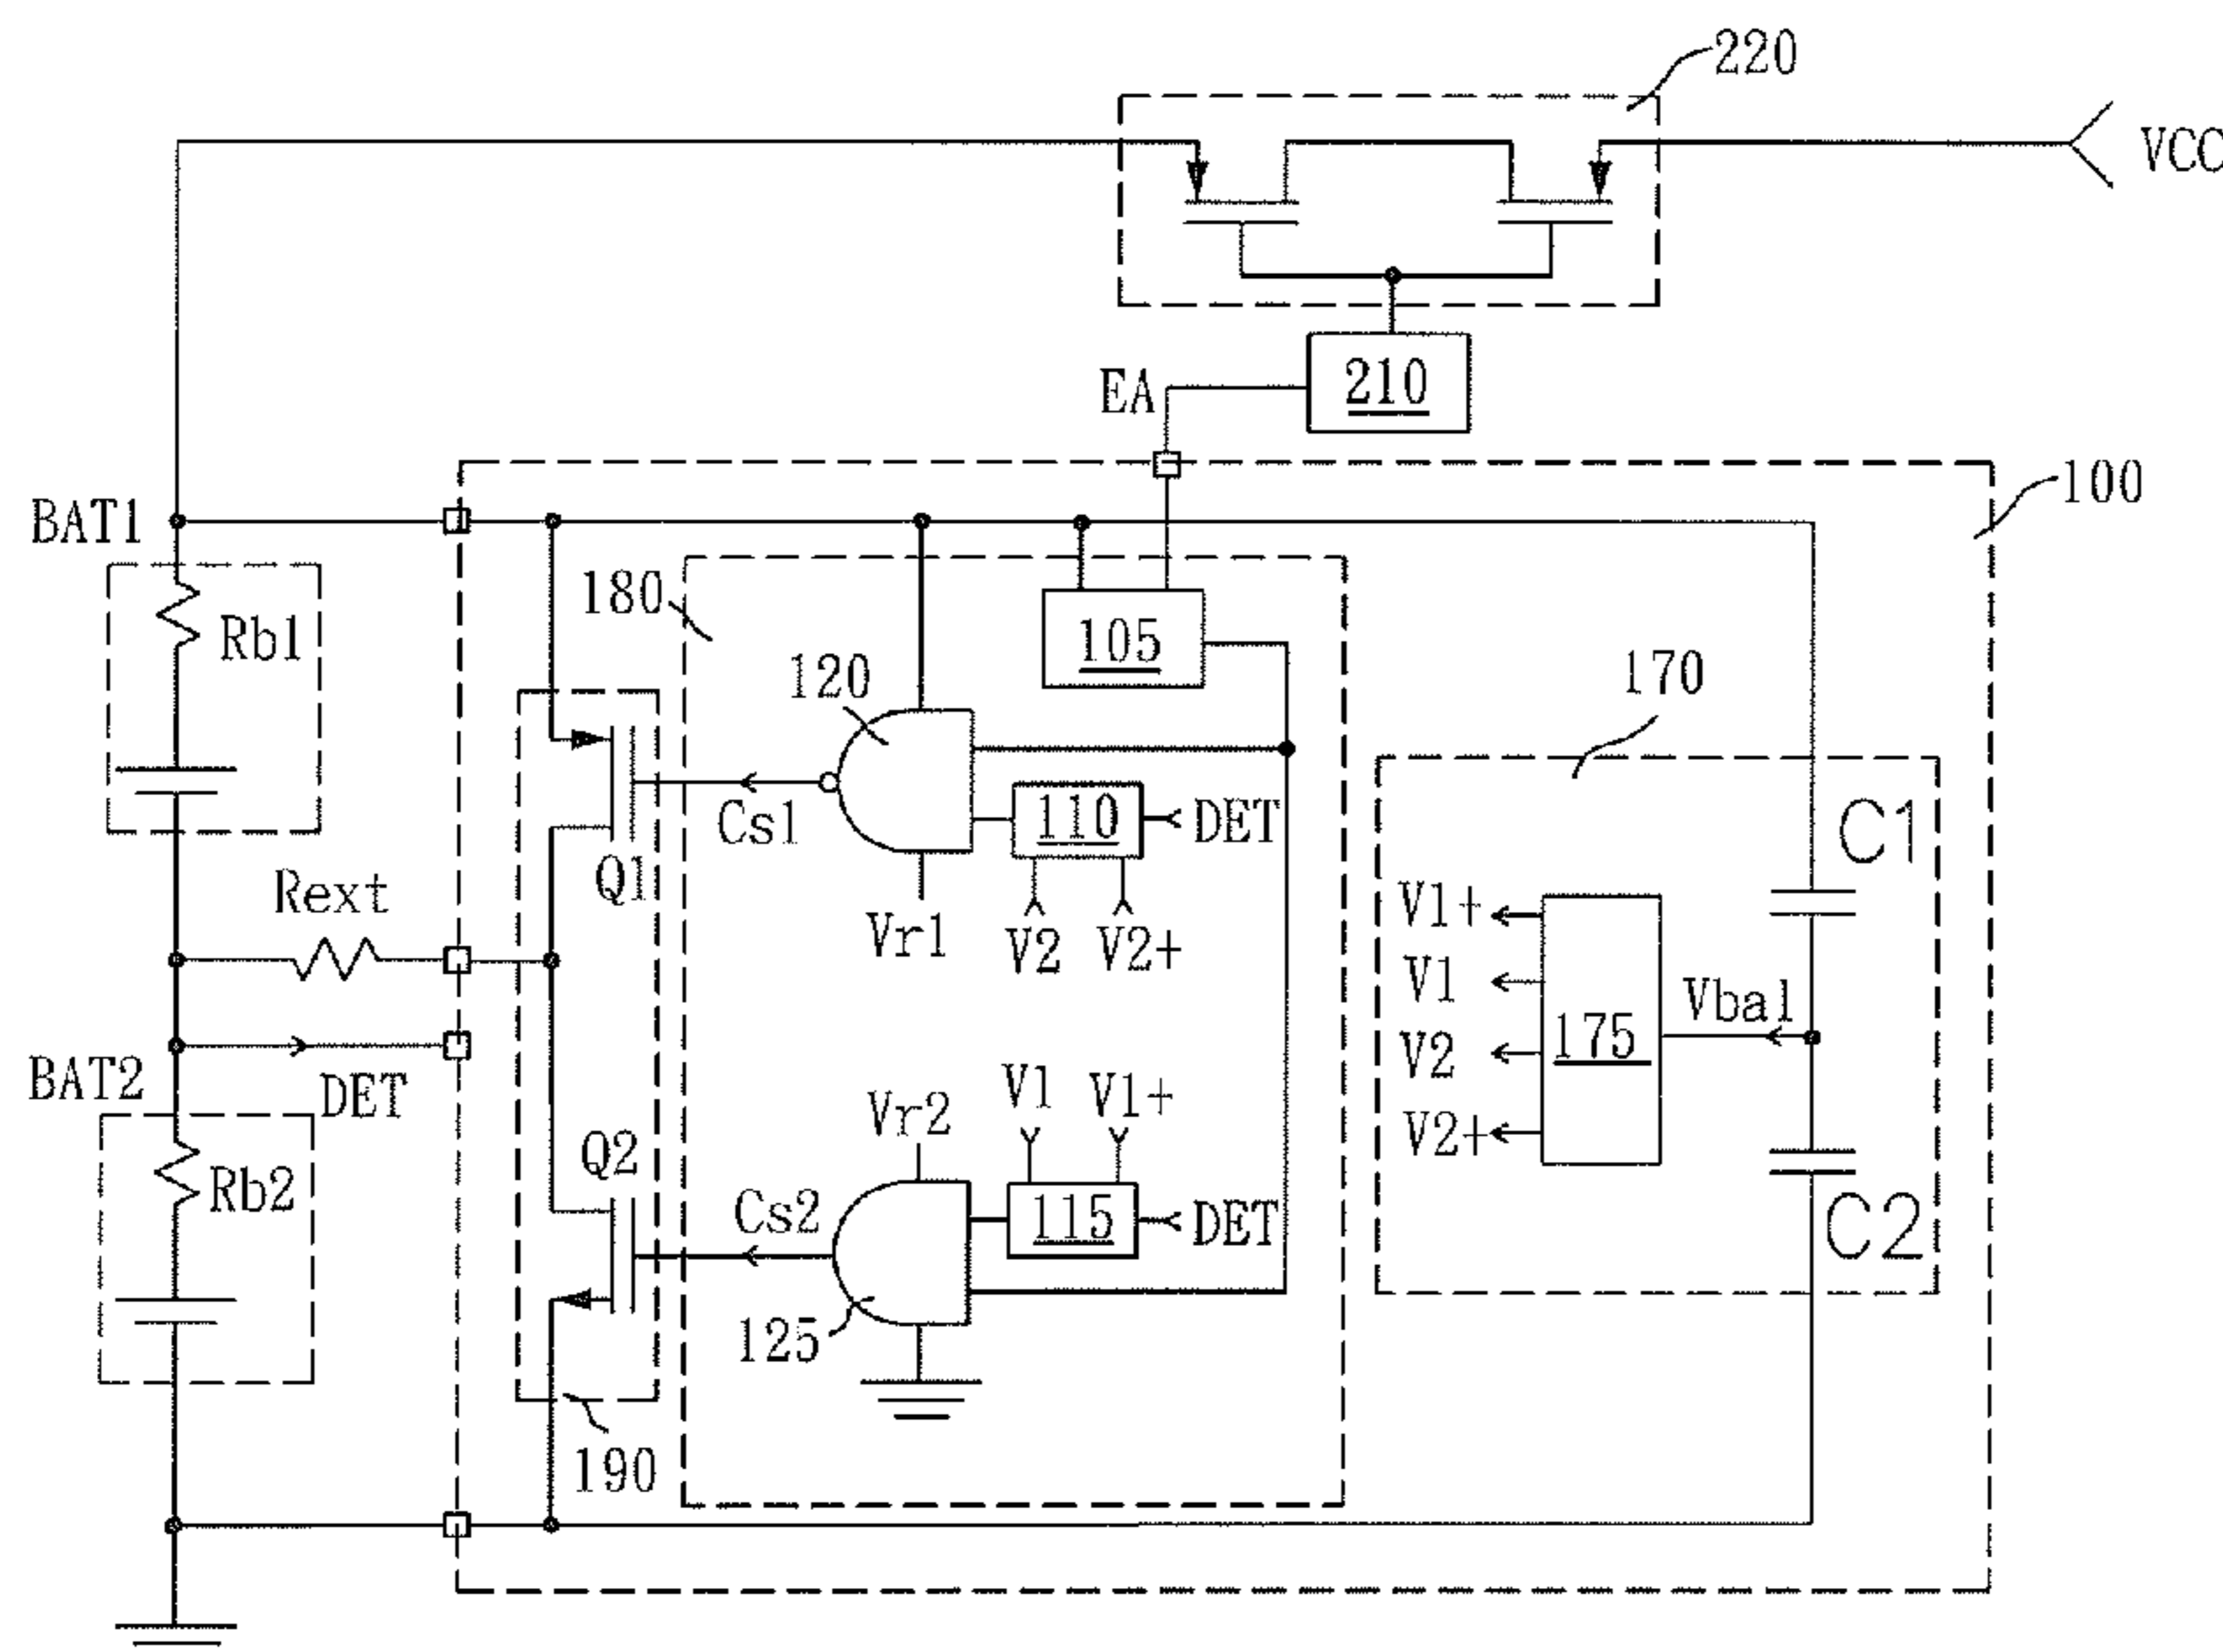 220
VCC
EA
210
100
BAT1
180
105
Rb1
120
170
Cs1
110
DET
C1
Q1
Rext
Vr1
V2
V2+
V1+
V1
V2
V2+
175
Vbal
BAT2
DET
Vr2
V1
V1+
Q2
Rb2
Cs2
115
DET
C2
125
190